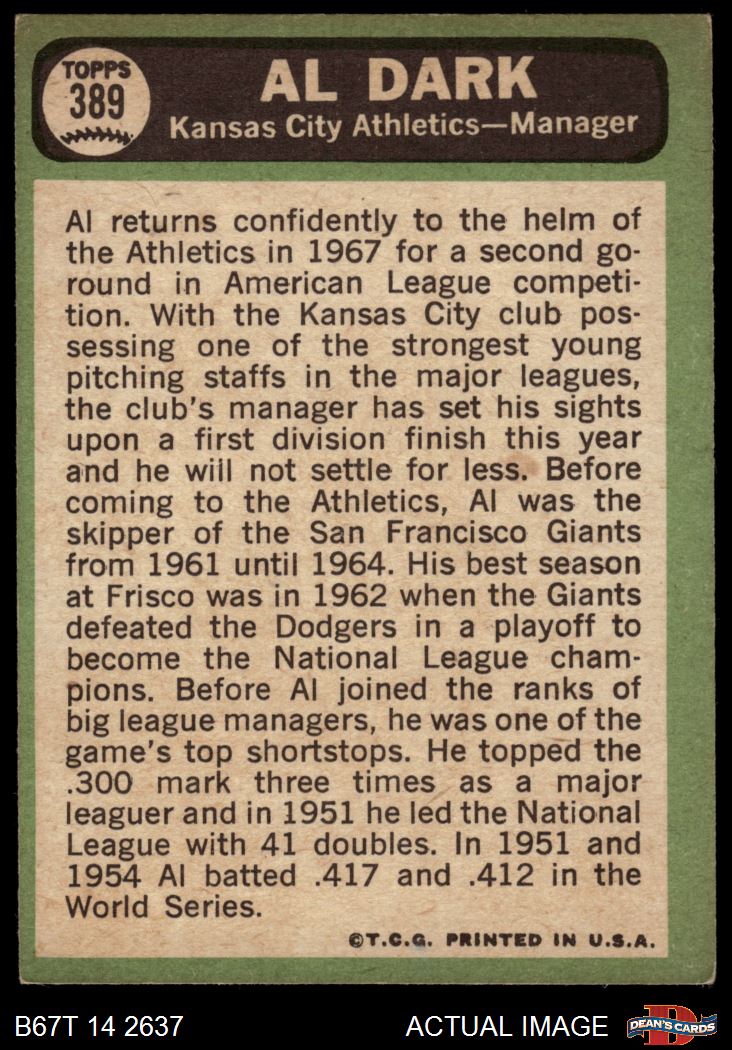 TOPPS
389
AL DARK
Kansas City Athletics—Manager
Al returns confidently to the helm of
the Athletics in 1967 for a second go-
round in American League competi-
tion. With the Kansas City club pos-
sessing one of the strongest young
pitching staffs in the major leagues,
the club's manager has set his sights
upon a first division finish this year
and he will not settle for less. Before
coming to the Athletics, Al was the
skipper of the San Francisco Giants
from 1961 until 1964. His best season
at Frisco was in 1962 when the Giants
defeated the Dodgers in a playoff to
become the National League cham-
pions. Before Al joined the ranks of
big league managers, he was one of the
game's top shortstops. He topped the
.300 mark three times as a major
leaguer and in 1951 he led the National
League with 41 doubles. In 1951 and
1954 Al batted .417 and .412 in the
World Series.
©T.C.G. PRINTED IN U.S.A.
B67T 14 2637
ACTUAL IMAGE
D
DEAN'S CARDS